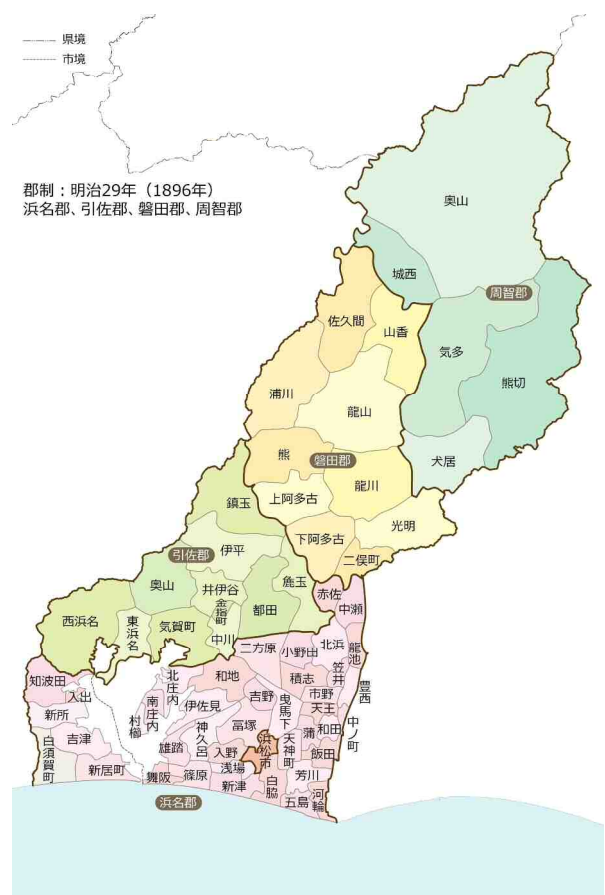 県境
市境
郡制：明治29年（1896年）
浜名郡、引佐郡、磐田郡、周智郡
奥山
城西
周智郡
佐久間
山香
気多
熊切
浦川
龍山
熊
磐田郡
犬居
鎮玉
上阿多古
龍川
光明
下阿多古
二俣町
引佐郡
伊平
奥山
井伊谷
金指町
麁玉
都田
赤佐
中瀬
西浜名
東浜名
気賀町
中川
三方原
小野田
北浜
龍池
笠井
豊西
知波田
入出
北庄内
和地
積志
新所
村櫛
南庄内
伊佐見
吉野
曳馬下
市野
天王
中ノ町
白須賀町
吉津
雄踏
神久呂
冨塚
浜松市
天神町
蒲
和田
飯田
入野
新居町
舞阪
篠原
浅場
新津
白脇
芳川
五島
河輪
浜名郡